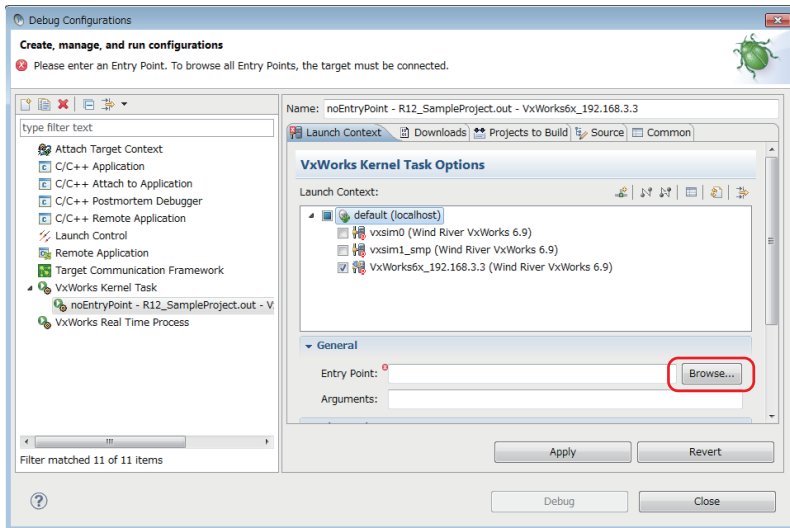 Debug Configurations
Create, manage, and run configurations
Please enter an Entry Point. To browse all Entry Points, the target must be connected.
type filter text
Attach Target Context
C/C++ Application
C/C++ Attach to Application
C/C++ Postmortem Debugger
C/C++ Remote Application
Launch Control
Remote Application
Target Communication Framework
VxWorks Kernel Task
noEntryPoint - R12_SampleProject.out - V
VxWorks Real Time Process
Filter matched 11 of 11 items
Name: noEntryPoint - R12_SampleProject.out - VxWorks6x_192.168.3.3
Launch Context Downloads Projects to Build Source Common
VxWorks Kernel Task Options
Launch Context:
default (localhost)
vxsim0 (Wind River VxWorks 6.9)
vxsim1_smp (Wind River VxWorks 6.9)
VxWorks6x_192.168.3.3 (Wind River VxWorks 6.9)
General
Entry Point: Browse...
Arguments:
Apply Revert
Debug Close